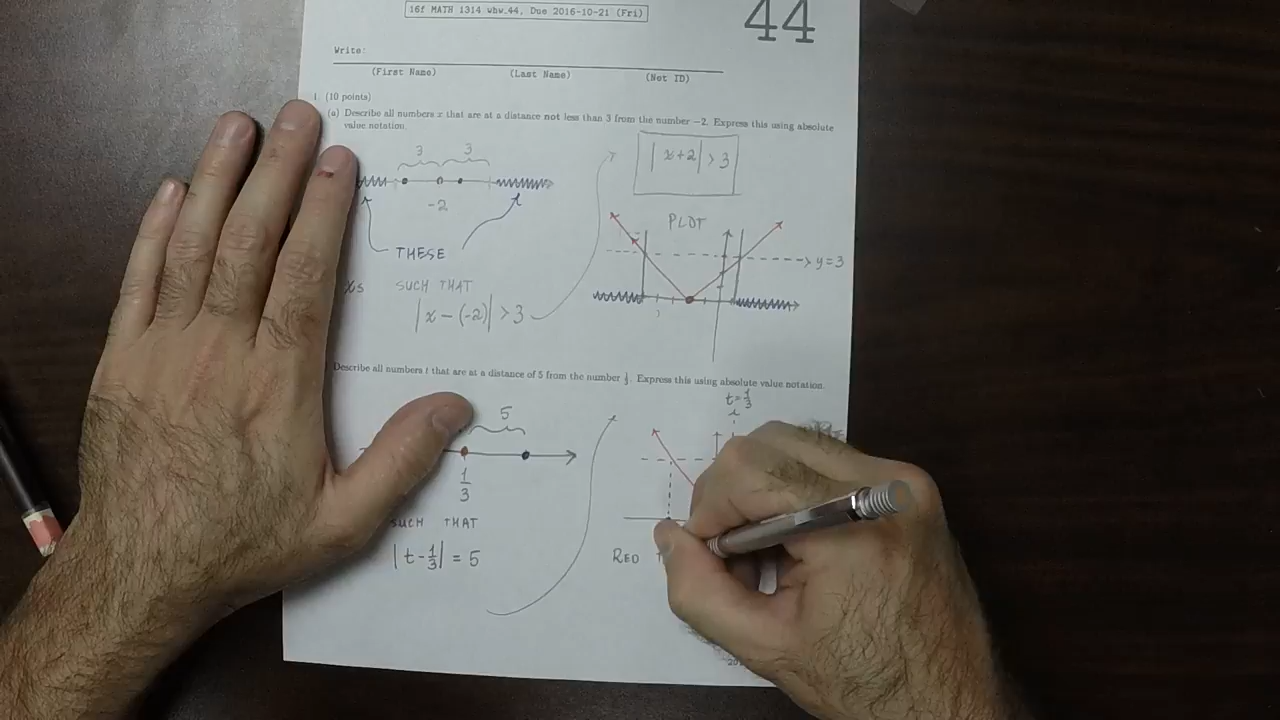 16f MATH 1314 whw.44, Due 2016-10-21 (Fri)
44
Write:
(First Name) (Last Name) (Net ID)
1 (10 points)
(a) Describe all numbers x that are at a distance not less than 3 from the number −2. Express this using absolute
value notation.
3 3
-2
THESE
xs SUCH THAT
|x-(-2)| > 3
|x+2| > 3
PLOT
y=3
Describe all numbers t that are at a distance of 5 from the number 1/3. Express this using absolute value notation.
5
1/3
SUCH THAT
|t-1/3| = 5
t=1/3
RED